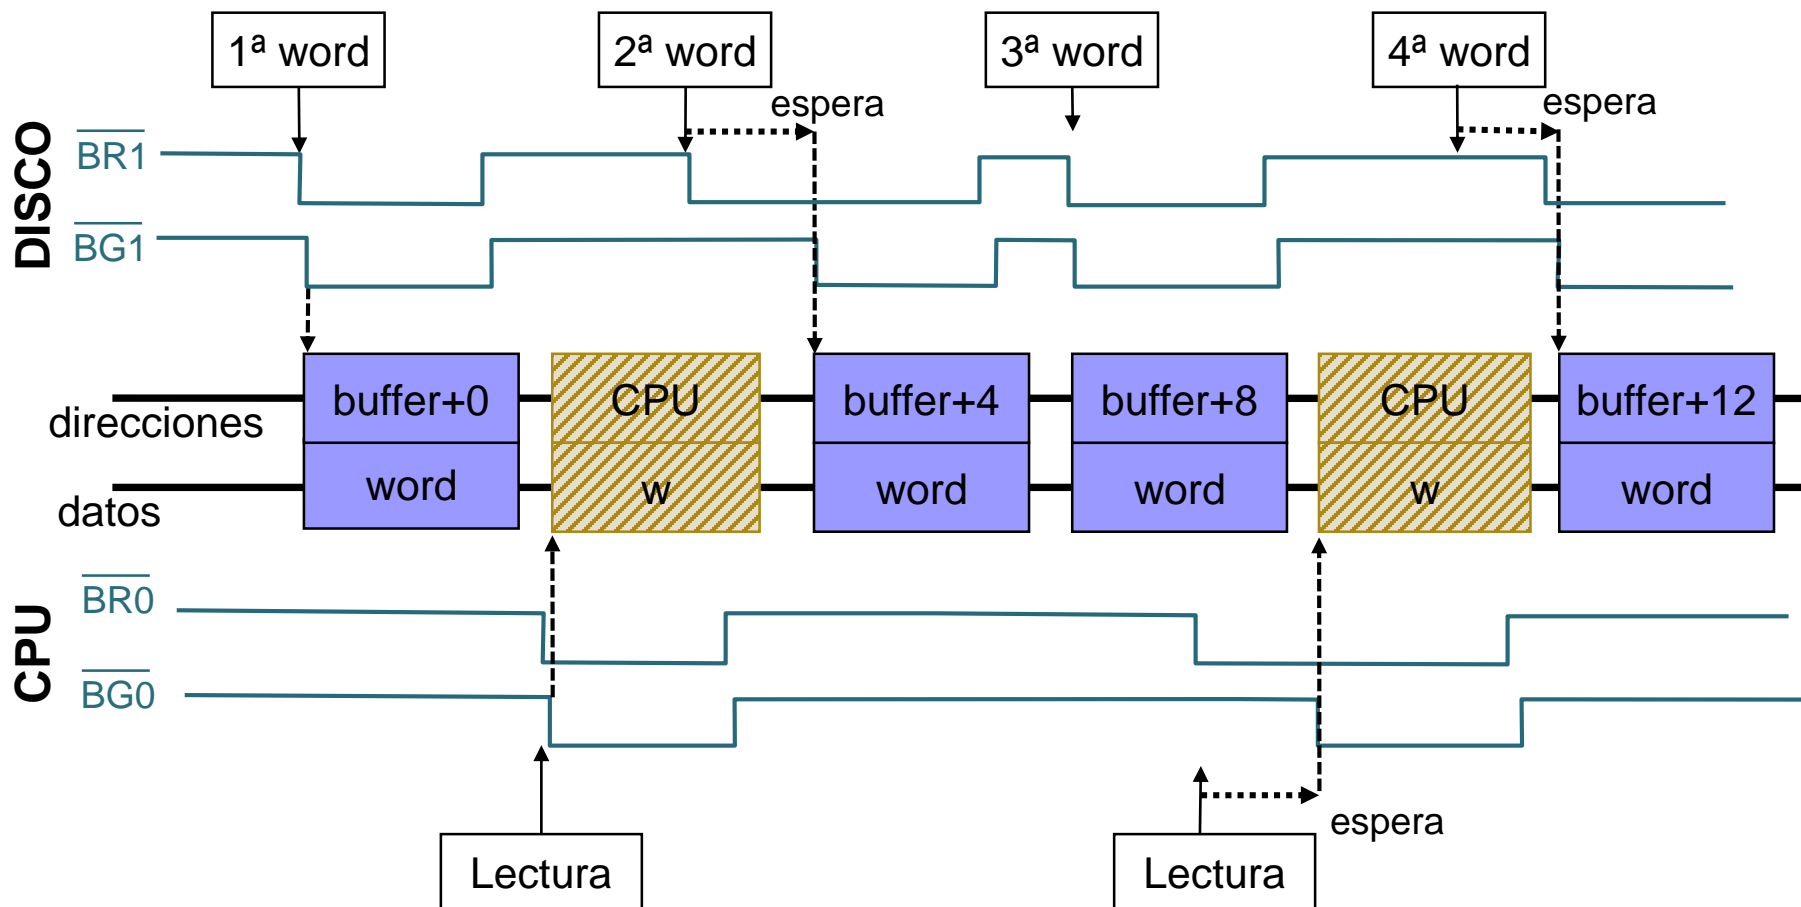 1ª word
2ª word
3ª word
4ª word
espera
espera
DISCO
BR1
BG1
buffer+0
CPU
buffer+4
buffer+8
CPU
buffer+12
direcciones
word
w
word
word
w
word
datos
CPU
BR0
BG0
espera
Lectura
Lectura